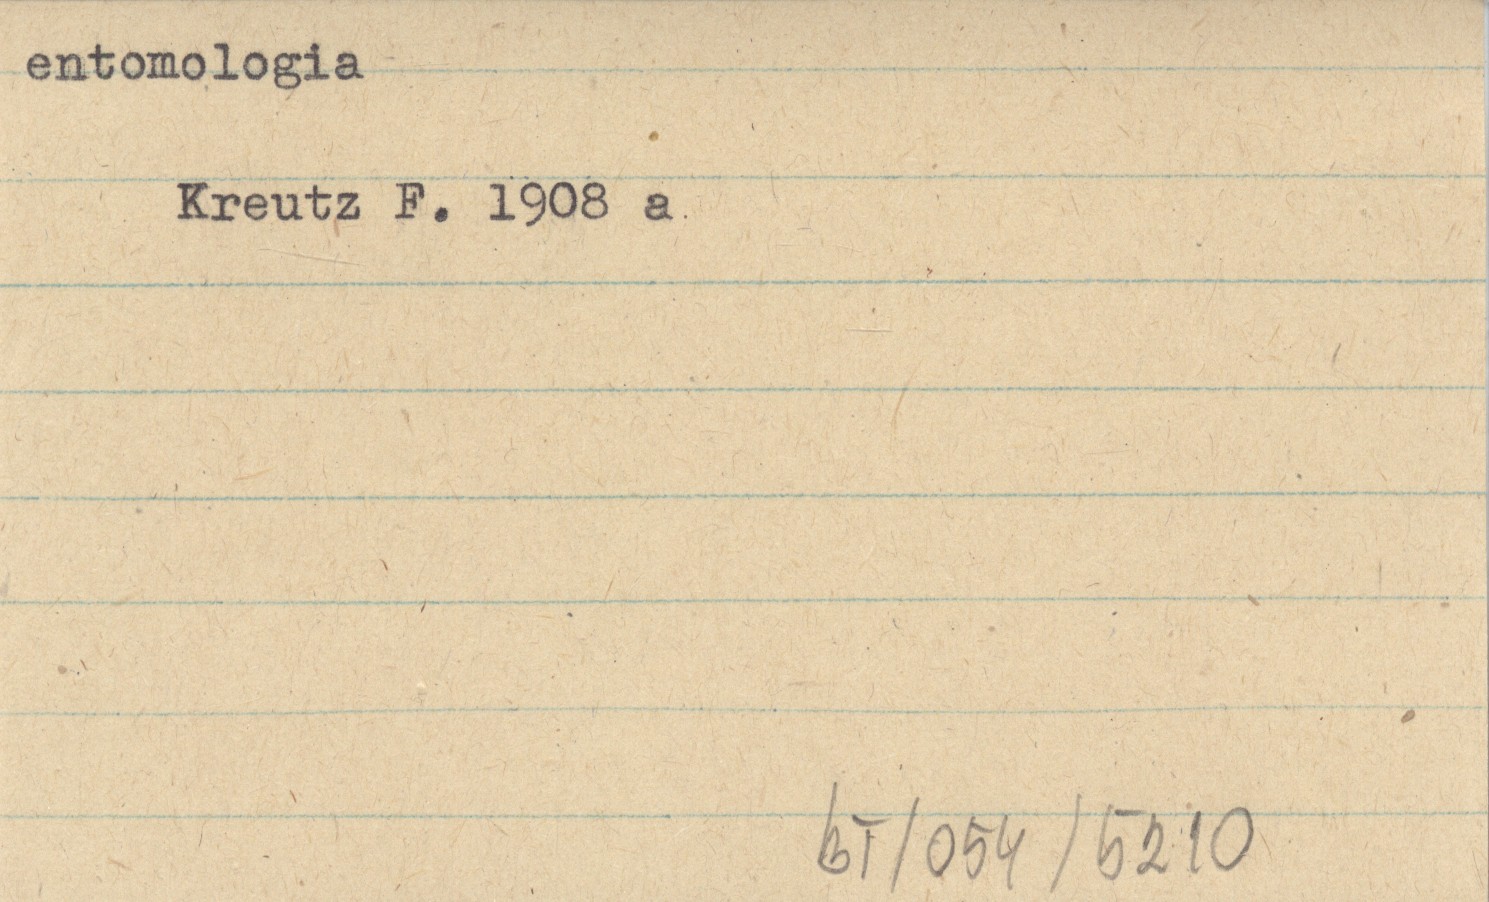 entomologia
Kreutz F. 1908 a
bT/054/5210